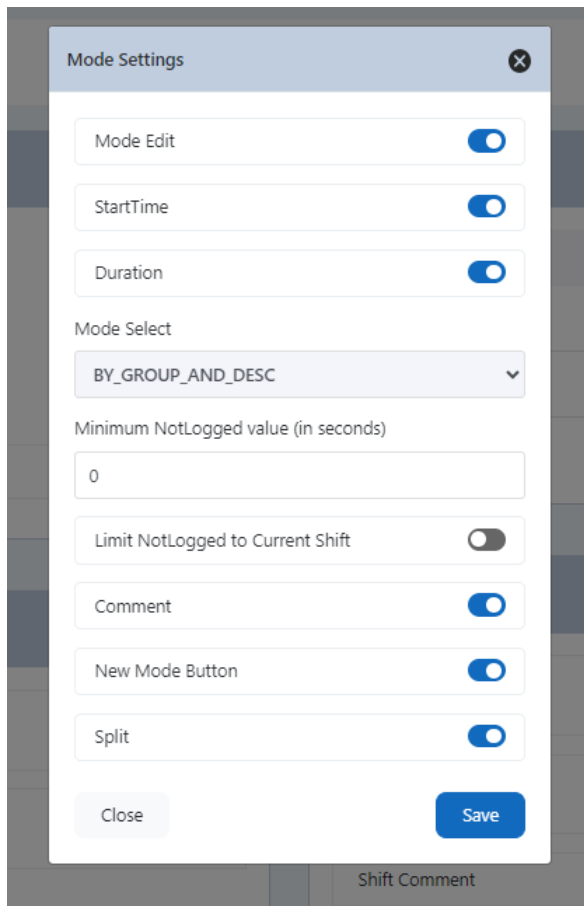 Mode Settings
Mode Edit
StartTime
Duration
Mode Select
BY_GROUP_AND_DESC
Minimum NotLogged value (in seconds)
0
Limit NotLogged to Current Shift
Comment
New Mode Button
Split
Close Save
Shift Comment